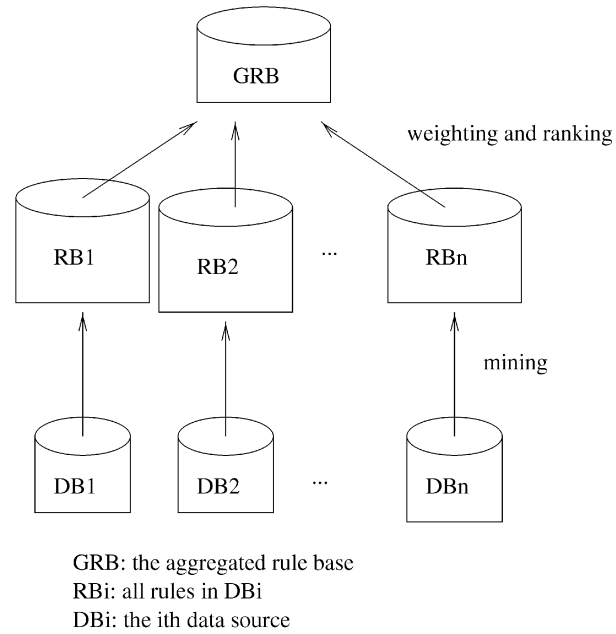 GRB
weighting and ranking
RB1
RB2
...
RBn
mining
DB1
DB2
...
DBn
GRB: the aggregated rule base
RBi: all rules in DBi
DBi: the ith data source